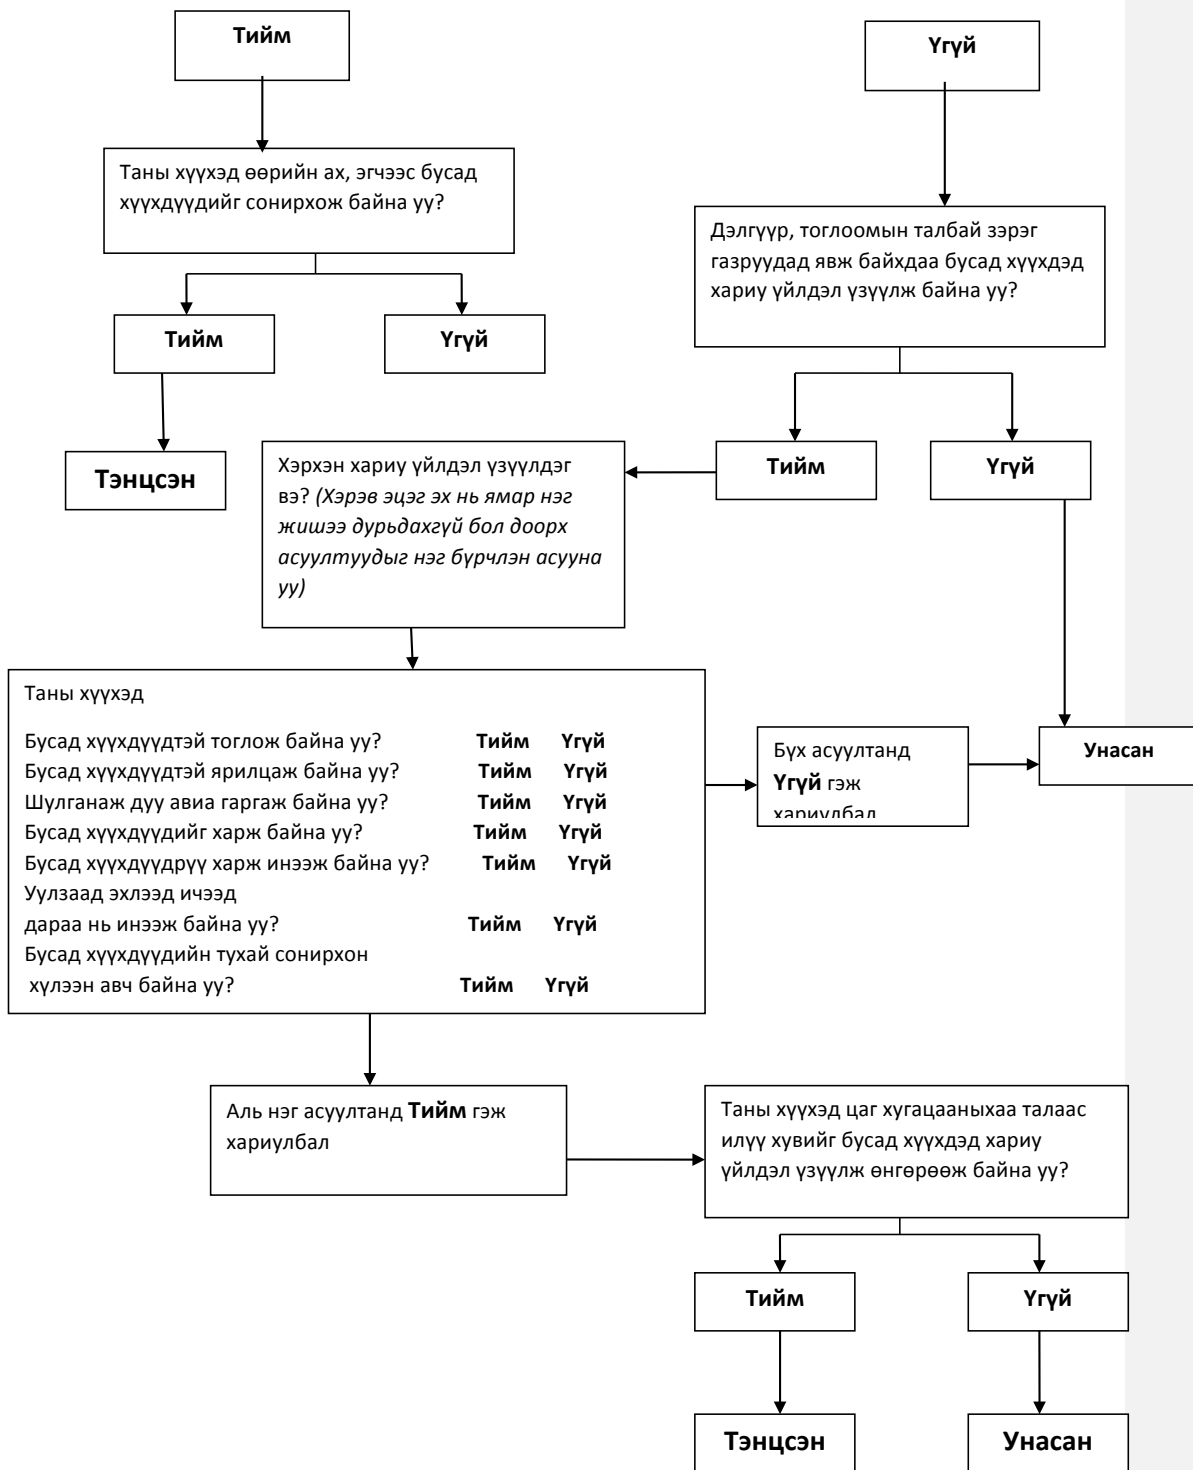 Тийм
Үгүй
Таны хүүхэд өөрийн ах, эгчээс бусад
хүүхдүүдийг сонирхож байна уу?
Дэлгүүр, тоглоомын талбай зэрэг
газруудад явж байхдаа бусад хүүхдэд
хариу үйлдэл үзүүлж байна уу?
Тийм
Үгүй
Тэнцсэн
Хэрхэн хариу үйлдэл үзүүлдэг
вэ? (Хэрэв эцэг эх нь ямар нэг
жишээ дурьдахгүй бол доорх
асуултуудыг нэг бүрчлэн асууна
уу)
Тийм
Үгүй
Таны хүүхэд
Бусад хүүхдүүдтэй тоглож байна уу? Тийм Үгүй
Бусад хүүхдүүдтэй ярилцаж байна уу? Тийм Үгүй
Шулганаж дуу авиа гаргаж байна уу? Тийм Үгүй
Бусад хүүхдүүдийг харж байна уу? Тийм Үгүй
Бусад хүүхдүүдрүү харж инээж байна уу? Тийм Үгүй
Уулзаад эхлээд ичээд
дараа нь инээж байна уу? Тийм Үгүй
Бусад хүүхдүүдийн тухай сонирхон
хүлээн авч байна уу? Тийм Үгүй
Бүх асуултанд
Үгүй гэж
хариулбал
Унасан
Аль нэг асуултанд Тийм гэж
хариулбал
Таны хүүхэд цаг хугацааныхаа талаас
илүү хувийг бусад хүүхдэд хариу
үйлдэл үзүүлж өнгөрөөж байна уу?
Тийм
Үгүй
Тэнцсэн
Унасан